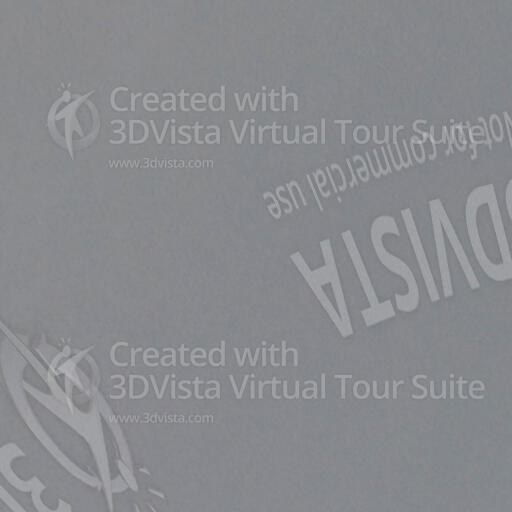 Created with
3DVista Virtual Tour Suite
www.3dvista.com
Not for commercial use
3DVISTA
Created with
3DVista Virtual Tour Suite
www.3dvista.com
3D